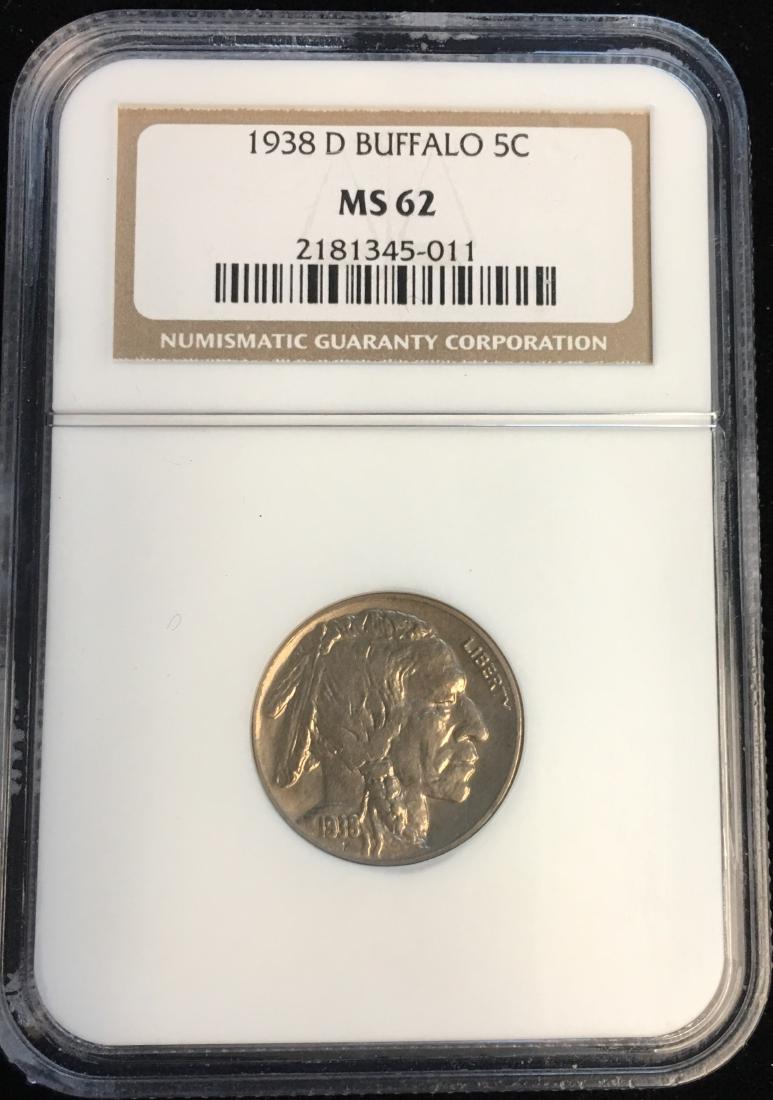 1938 D BUFFALO 5C
MS 62
2181345-011
NUMISMATIC GUARANTY CORPORATION
LIBERTY
1938